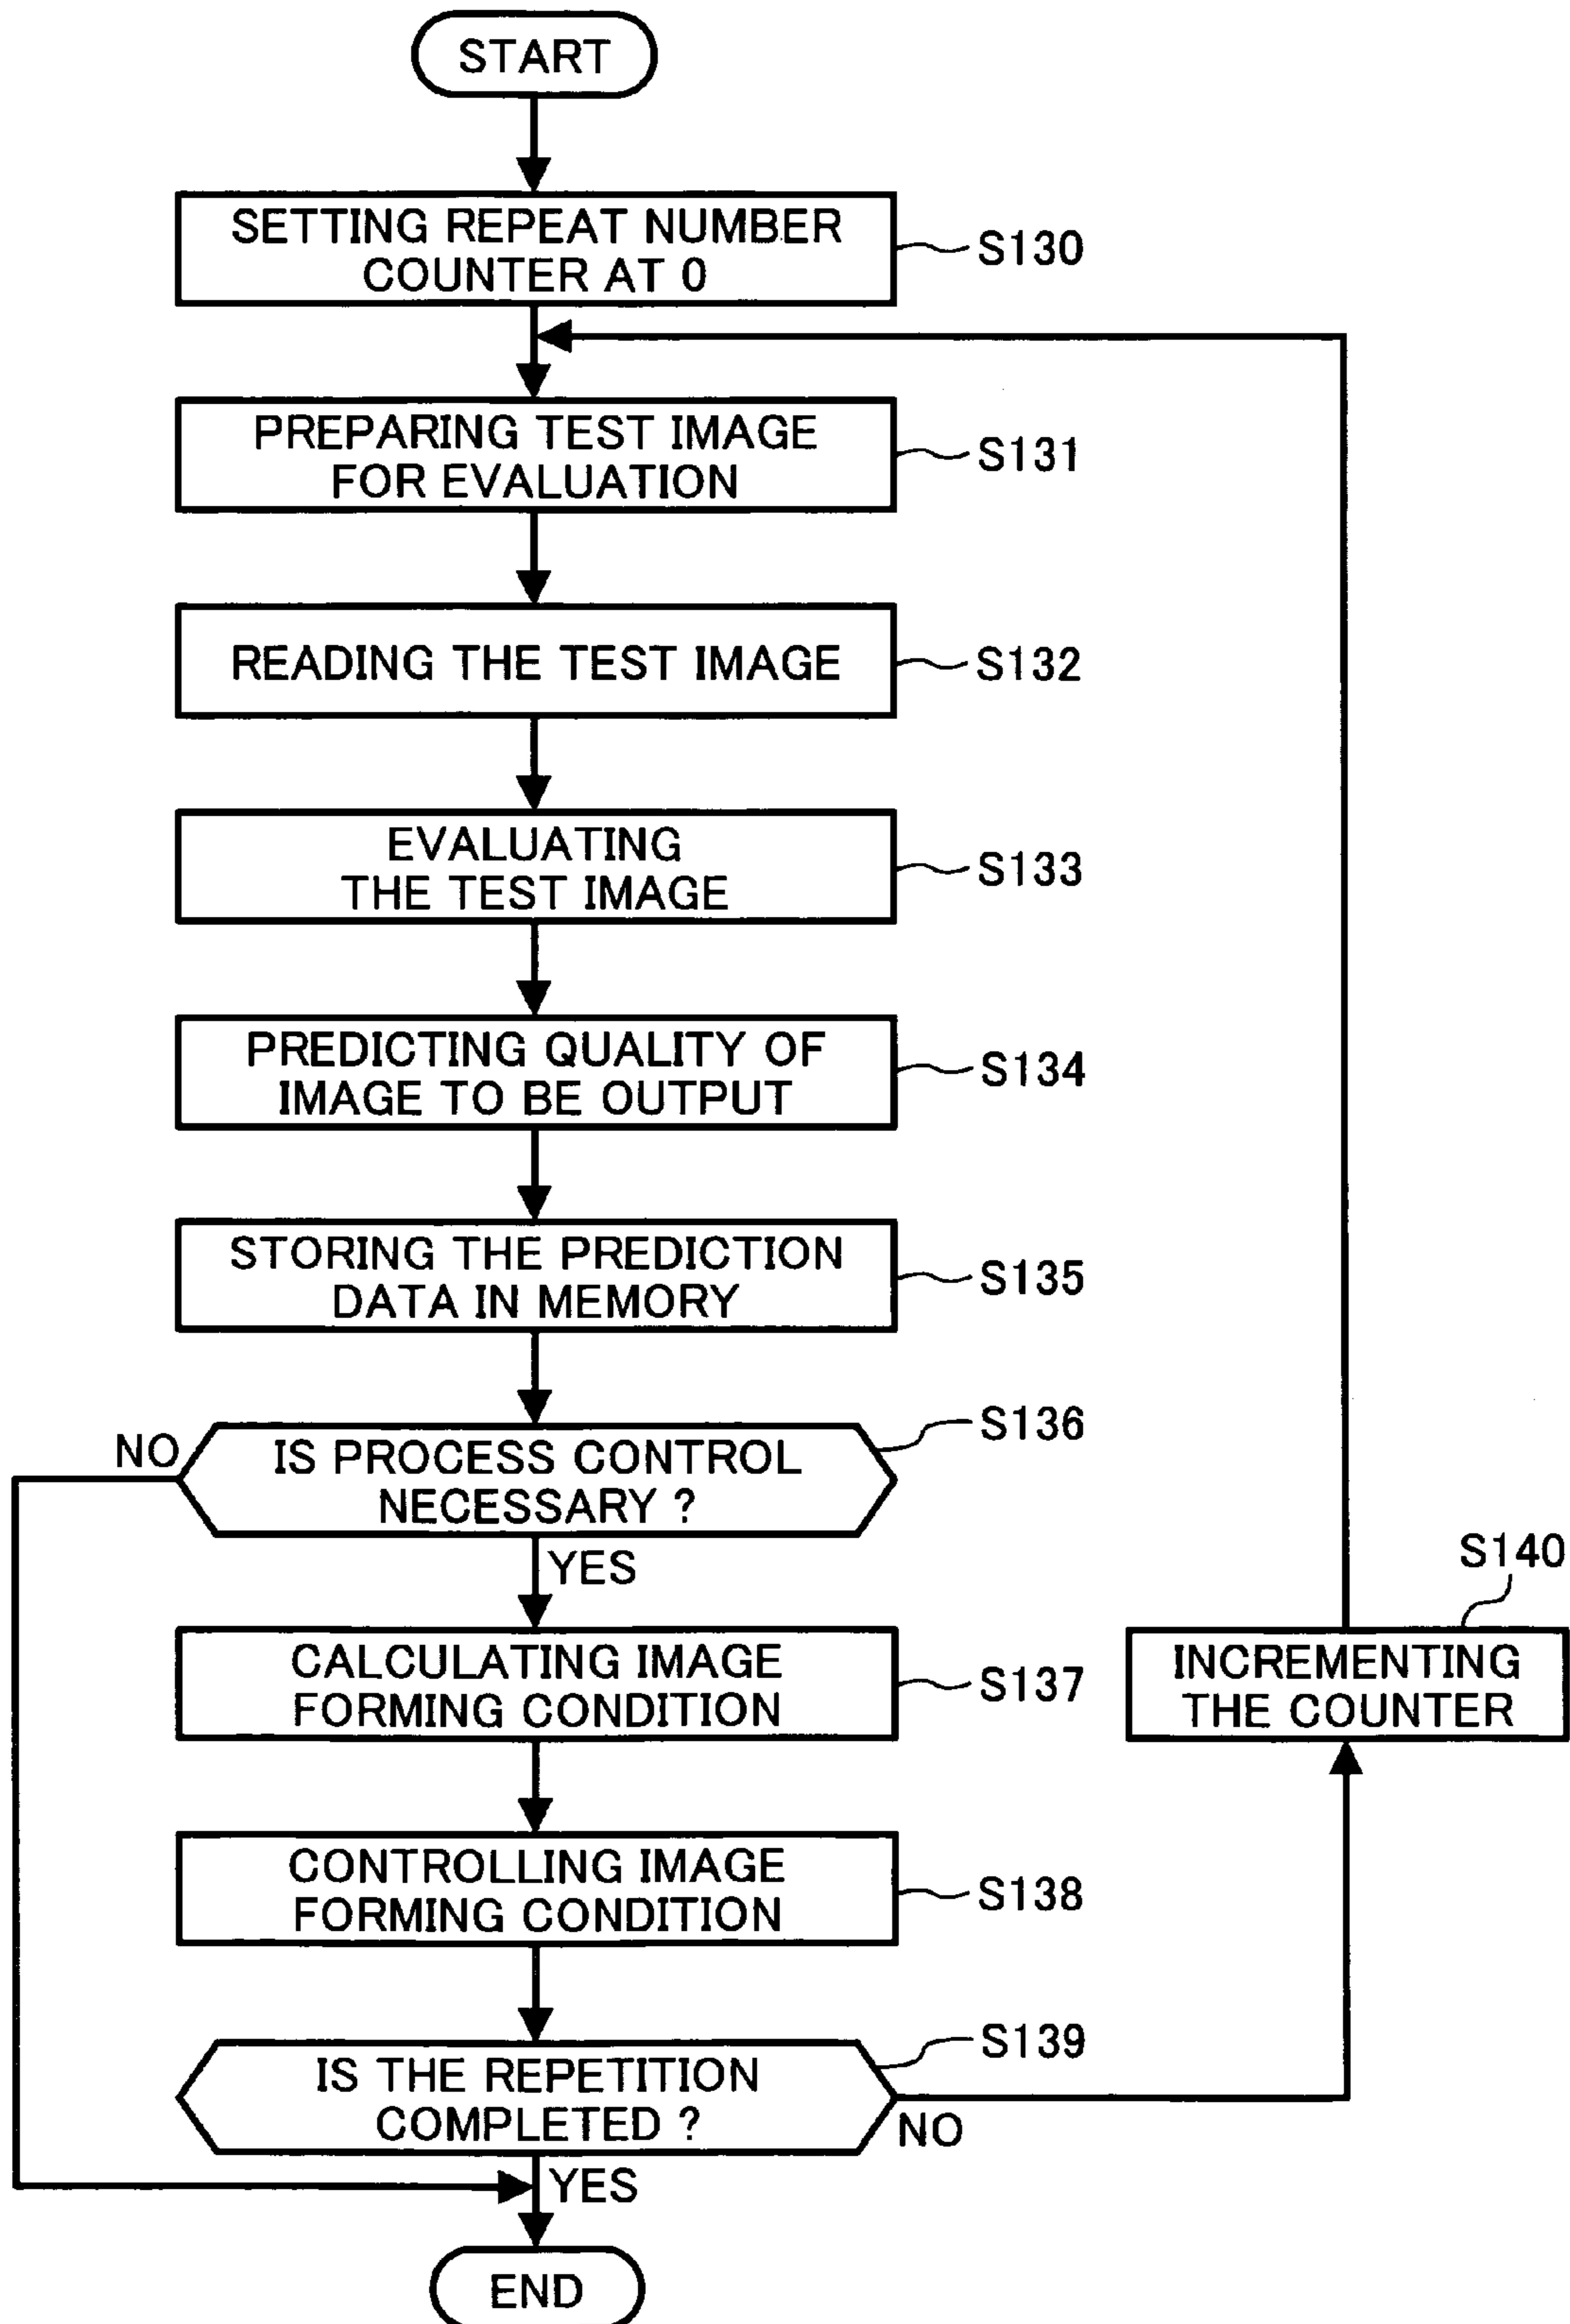 START
SETTING REPEAT NUMBER
COUNTER AT 0
S130
PREPARING TEST IMAGE
FOR EVALUATION
S131
READING THE TEST IMAGE
S132
EVALUATING
THE TEST IMAGE
S133
PREDICTING QUALITY OF
IMAGE TO BE OUTPUT
S134
STORING THE PREDICTION
DATA IN MEMORY
S135
NO
IS PROCESS CONTROL
NECESSARY ?
S136
YES
CALCULATING IMAGE
FORMING CONDITION
S137
S140
INCREMENTING
THE COUNTER
CONTROLLING IMAGE
FORMING CONDITION
S138
IS THE REPETITION
COMPLETED ?
S139
NO
YES
END